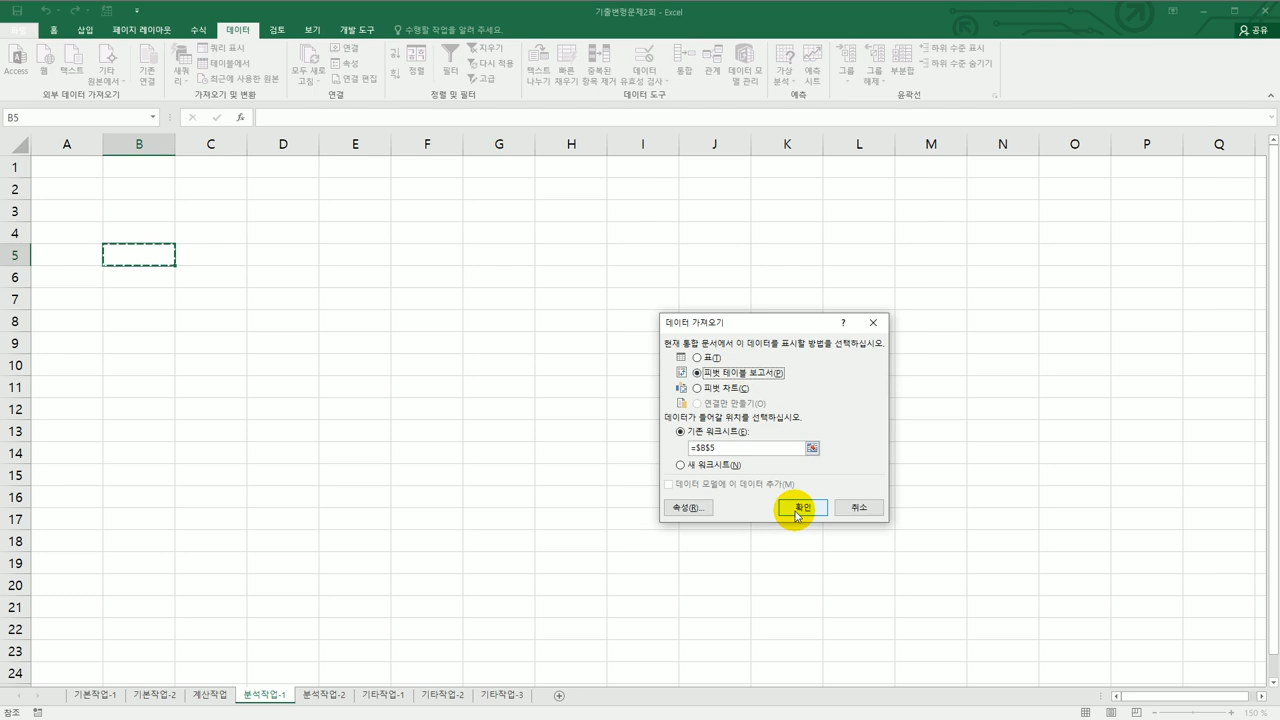 기출변형문제2회 - Excel
파일 홈 삽입 페이지 레이아웃 수식 데이터 검토 보기 개발 도구 수행할 작업을 알려 주세요. 공유
Access 웹 텍스트 기타 원본에서 기존 연결 새 쿼리 쿼리 표시 테이블에서 최근에 사용한 원본 모두 새로 고침 연결 속성 연결 편집 정렬 필터 지우기 다시 적용 고급 텍스트 나누기 빠른 채우기 중복된 항목 제거 데이터 유효성 검사 통합 관계 데이터 모델 관리 가상 분석 예측 시트 그룹 그룹 해제 부분합 하위 수준 표시 하위 수준 숨기기
외부 데이터 가져오기 가져오기 및 변환 연결 정렬 및 필터 데이터 도구 예측 윤곽선
B5 fx
A B C D E F G H I J K L M N O P Q
1
2
3
4
5
6
7
8
9
10
11
12
13
14
15
16
17
18
19
20
21
22
23
24
데이터 가져오기 ?
현재 통합 문서에서 이 데이터를 표시할 방법을 선택하십시오.
표(T)
피벗 테이블 보고서(P)
피벗 차트(C)
연결만 만들기(O)
데이터가 들어갈 위치를 선택하십시오.
기존 워크시트(E):
=$B$5
새 워크시트(N)
데이터 모델에 이 데이터 추가(M)
속성(R)... 확인 취소
기본작업-1 기본작업-2 계산작업 분석작업-1 분석작업-2 기타작업-1 기타작업-2 기타작업-3
참조 150 %